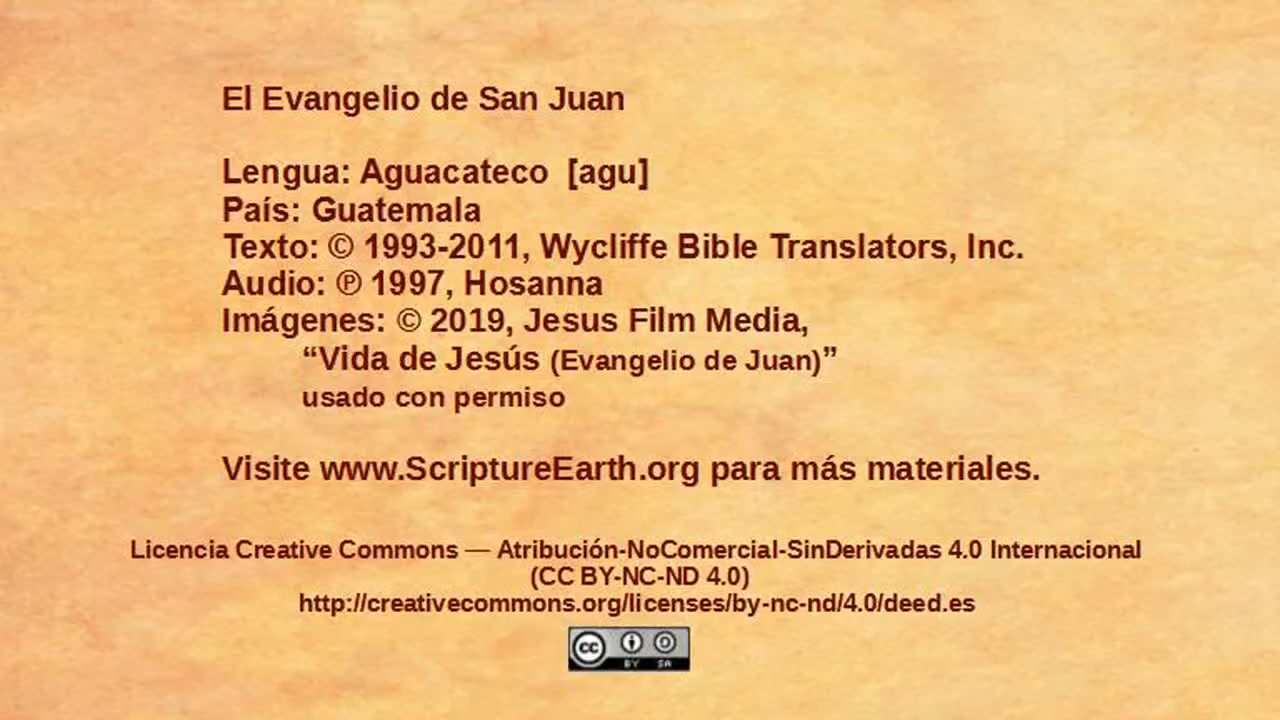 El Evangelio de San Juan
Lengua: Aguacateco [agu]
País: Guatemala
Texto: © 1993-2011, Wycliffe Bible Translators, Inc.
Audio: ℗ 1997, Hosanna
Imágenes: © 2019, Jesus Film Media,
“Vida de Jesús (Evangelio de Juan)”
usado con permiso
Visite www.ScriptureEarth.org para más materiales.
Licencia Creative Commons — Atribución-NoComercial-SinDerivadas 4.0 Internacional
(CC BY-NC-ND 4.0)
http://creativecommons.org/licenses/by-nc-nd/4.0/deed.es
cc
BY SA